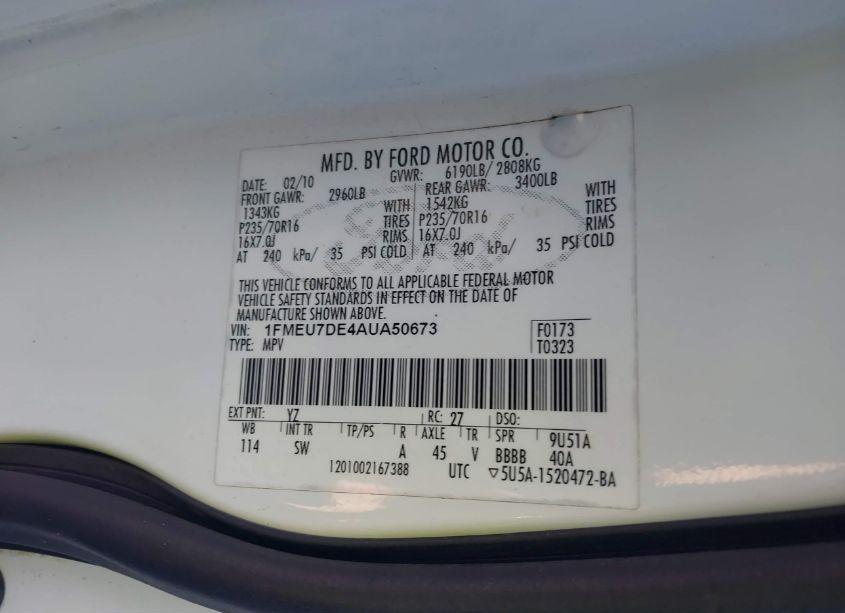 MFD. BY FORD MOTOR CO.
DATE: 02/10 GVWR: 6190LB/ 2808KG
FRONT GAWR: 2960LB REAR GAWR: 3400LB
1343KG WITH 1542KG WITH
P235/70R16 TIRES P235/70R16 TIRES
16X7.0J RIMS 16X7.0J RIMS
AT 240 kPa/ 35 PSI COLD AT 240 kPa/ 35 PSI COLD
THIS VEHICLE CONFORMS TO ALL APPLICABLE FEDERAL MOTOR
VEHICLE SAFETY STANDARDS IN EFFECT ON THE DATE OF
MANUFACTURE SHOWN ABOVE.
VIN: 1FMEU7DE4AUA50673 F0173
TYPE: MPV T0323
EXT PNT: YZ RC: 27 DSO:
WB INT TR TP/PS R AXLE TR SPR 9U51A
114 SW A 45 V BBBB 40A
1201002167388 UTC ▽5U5A-1520472-BA